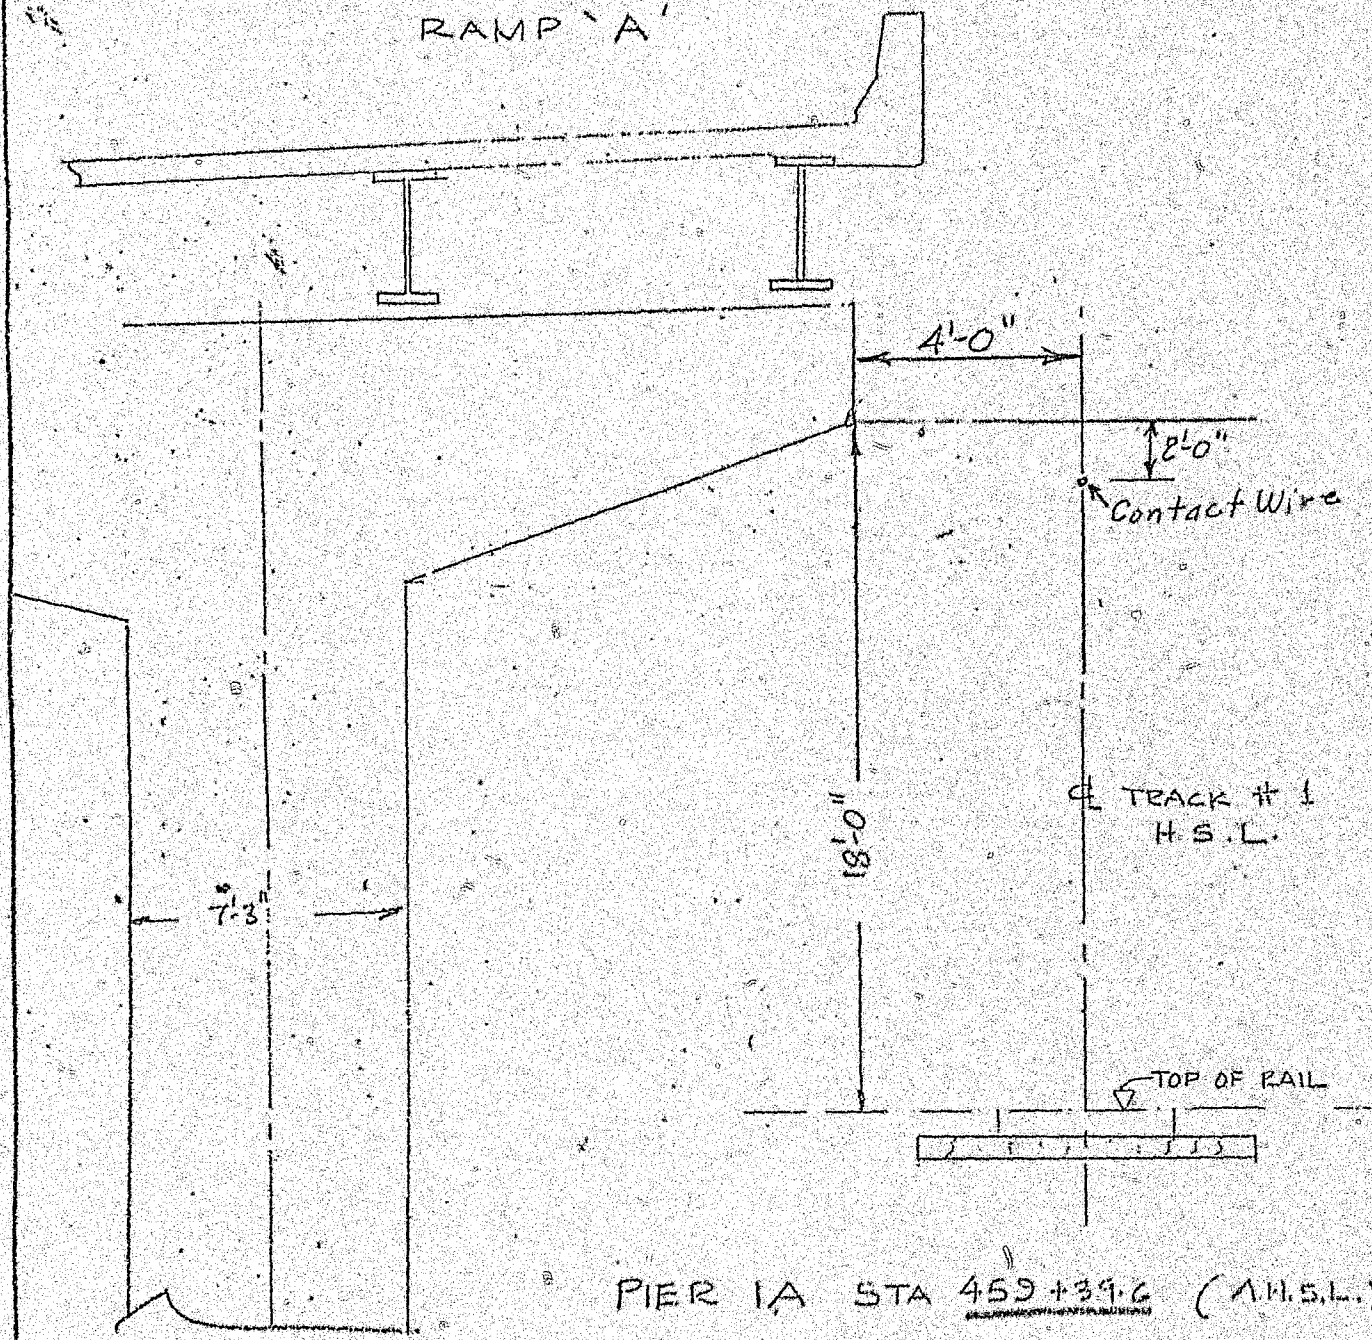 RAMP 'A'
4'-0"
2'-0"
Contact Wire
18'-0"
℄ TRACK # 1
H.S.L.
7'-3"
TOP OF RAIL
PIER 1A STA 459+39.6